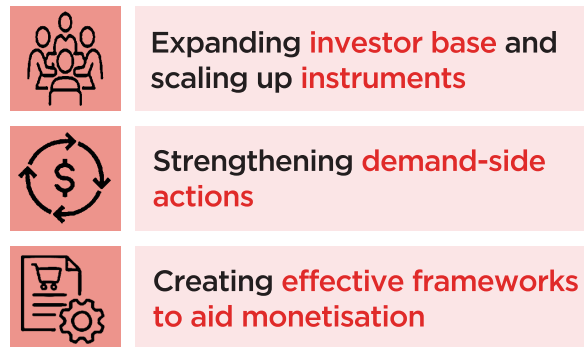 Expanding investor base and
scaling up instruments
$
Strengthening demand-side
actions
Creating effective frameworks
to aid monetisation